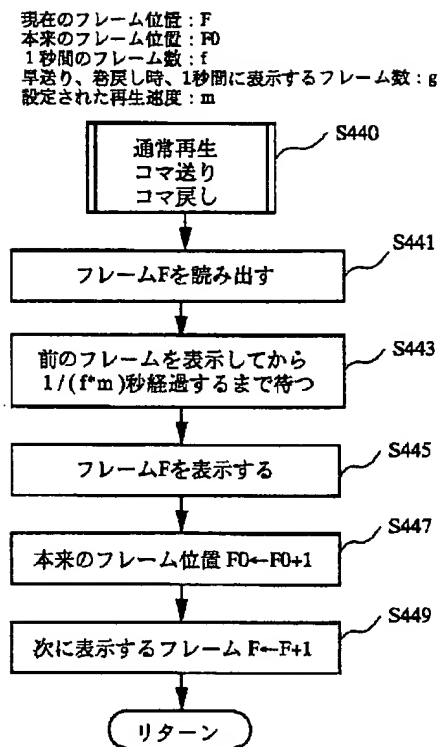 現在のフレーム位置：F
本来のフレーム位置：F0
1秒間のフレーム数：f
早送り、巻戻し時、1秒間に表示するフレーム数：g
設定された再生速度：m
S440
通常再生
コマ送り
コマ戻し
S441
フレームFを読み出す
S443
前のフレームを表示してから
1/(f*m)秒経過するまで待つ
S445
フレームFを表示する
S447
本来のフレーム位置 F0←F0+1
S449
次に表示するフレーム F←F+1
リターン